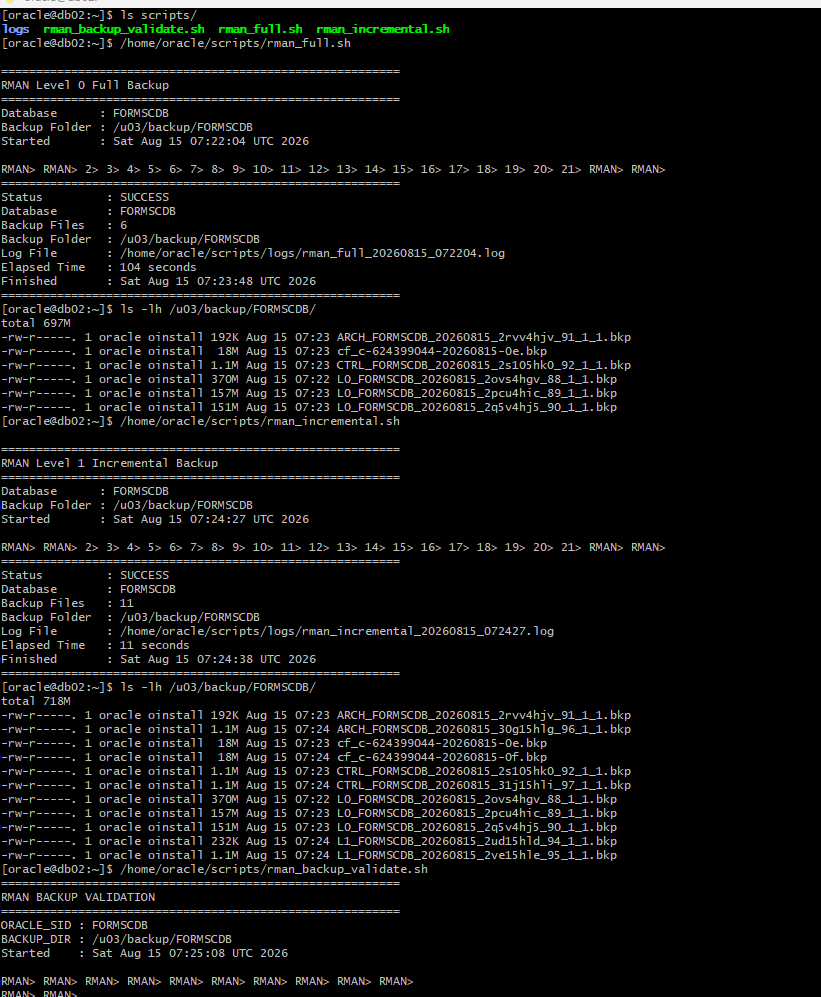 [oracle@db02:~]$ ls scripts/
logs  rman_backup_validate.sh  rman_full.sh  rman_incremental.sh
[oracle@db02:~]$ /home/oracle/scripts/rman_full.sh
=========================================================
RMAN Level 0 Full Backup
=========================================================
Database      : FORMSCDB
Backup Folder : /u03/backup/FORMSCDB
Started       : Sat Aug 15 07:22:04 UTC 2026
RMAN> RMAN> 2> 3> 4> 5> 6> 7> 8> 9> 10> 11> 12> 13> 14> 15> 16> 17> 18> 19> 20> 21> RMAN> RMAN>
=========================================================
Status         : SUCCESS
Database       : FORMSCDB
Backup Files   : 6
Backup Folder  : /u03/backup/FORMSCDB
Log File       : /home/oracle/scripts/logs/rman_full_20260815_072204.log
Elapsed Time   : 104 seconds
Finished       : Sat Aug 15 07:23:48 UTC 2026
=========================================================
[oracle@db02:~]$ ls -lh /u03/backup/FORMSCDB/
total 697M
-rw-r-----. 1 oracle oinstall 192K Aug 15 07:23 ARCH_FORMSCDB_20260815_2rvv4hjv_91_1_1.bkp
-rw-r-----. 1 oracle oinstall  18M Aug 15 07:23 cf_c-624399044-20260815-0e.bkp
-rw-r-----. 1 oracle oinstall 1.1M Aug 15 07:23 CTRL_FORMSCDB_20260815_2s105hk0_92_1_1.bkp
-rw-r-----. 1 oracle oinstall 370M Aug 15 07:22 L0_FORMSCDB_20260815_2ovs4hgv_88_1_1.bkp
-rw-r-----. 1 oracle oinstall 157M Aug 15 07:23 L0_FORMSCDB_20260815_2pcu4hic_89_1_1.bkp
-rw-r-----. 1 oracle oinstall 151M Aug 15 07:23 L0_FORMSCDB_20260815_2q5v4hj5_90_1_1.bkp
[oracle@db02:~]$ /home/oracle/scripts/rman_incremental.sh
=========================================================
RMAN Level 1 Incremental Backup
=========================================================
Database      : FORMSCDB
Backup Folder : /u03/backup/FORMSCDB
Started       : Sat Aug 15 07:24:27 UTC 2026
RMAN> RMAN> 2> 3> 4> 5> 6> 7> 8> 9> 10> 11> 12> 13> 14> 15> 16> 17> 18> 19> 20> 21> RMAN> RMAN>
=========================================================
Status         : SUCCESS
Database       : FORMSCDB
Backup Files   : 11
Backup Folder  : /u03/backup/FORMSCDB
Log File       : /home/oracle/scripts/logs/rman_incremental_20260815_072427.log
Elapsed Time   : 11 seconds
Finished       : Sat Aug 15 07:24:38 UTC 2026
=========================================================
[oracle@db02:~]$ ls -lh /u03/backup/FORMSCDB/
total 718M
-rw-r-----. 1 oracle oinstall 192K Aug 15 07:23 ARCH_FORMSCDB_20260815_2rvv4hjv_91_1_1.bkp
-rw-r-----. 1 oracle oinstall 1.1M Aug 15 07:24 ARCH_FORMSCDB_20260815_30g15hlg_96_1_1.bkp
-rw-r-----. 1 oracle oinstall  18M Aug 15 07:23 cf_c-624399044-20260815-0e.bkp
-rw-r-----. 1 oracle oinstall  18M Aug 15 07:24 cf_c-624399044-20260815-0f.bkp
-rw-r-----. 1 oracle oinstall 1.1M Aug 15 07:23 CTRL_FORMSCDB_20260815_2s105hk0_92_1_1.bkp
-rw-r-----. 1 oracle oinstall 1.1M Aug 15 07:24 CTRL_FORMSCDB_20260815_31j15hli_97_1_1.bkp
-rw-r-----. 1 oracle oinstall 370M Aug 15 07:22 L0_FORMSCDB_20260815_2ovs4hgv_88_1_1.bkp
-rw-r-----. 1 oracle oinstall 157M Aug 15 07:23 L0_FORMSCDB_20260815_2pcu4hic_89_1_1.bkp
-rw-r-----. 1 oracle oinstall 151M Aug 15 07:23 L0_FORMSCDB_20260815_2q5v4hj5_90_1_1.bkp
-rw-r-----. 1 oracle oinstall 232K Aug 15 07:24 L1_FORMSCDB_20260815_2ud15hld_94_1_1.bkp
-rw-r-----. 1 oracle oinstall 1.1M Aug 15 07:24 L1_FORMSCDB_20260815_2ve15hle_95_1_1.bkp
[oracle@db02:~]$ /home/oracle/scripts/rman_backup_validate.sh
=========================================================
RMAN BACKUP VALIDATION
=========================================================
ORACLE_SID : FORMSCDB
BACKUP_DIR : /u03/backup/FORMSCDB
Started    : Sat Aug 15 07:25:08 UTC 2026
RMAN> RMAN> RMAN> RMAN> RMAN> RMAN> RMAN> RMAN> RMAN> RMAN>
RMAN> RMAN>